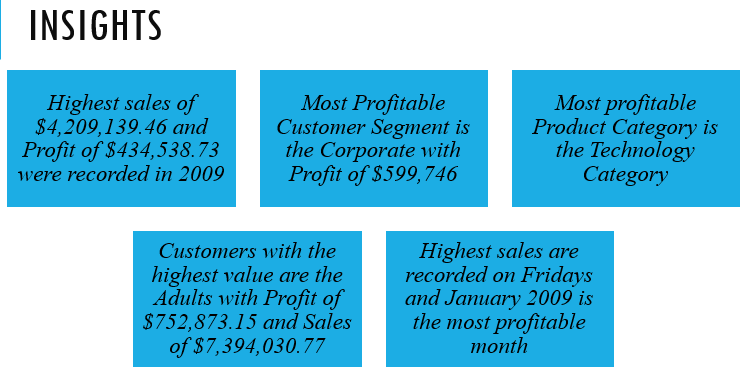 INSIGHTS
Highest sales of
$4,209,139.46 and
Profit of $434,538.73
were recorded in 2009
Most Profitable
Customer Segment is
the Corporate with
Profit of $599,746
Most profitable
Product Category is
the Technology
Category
Customers with the
highest value are the
Adults with Profit of
$752,873.15 and Sales
of $7,394,030.77
Highest sales are
recorded on Fridays
and January 2009 is
the most profitable
month